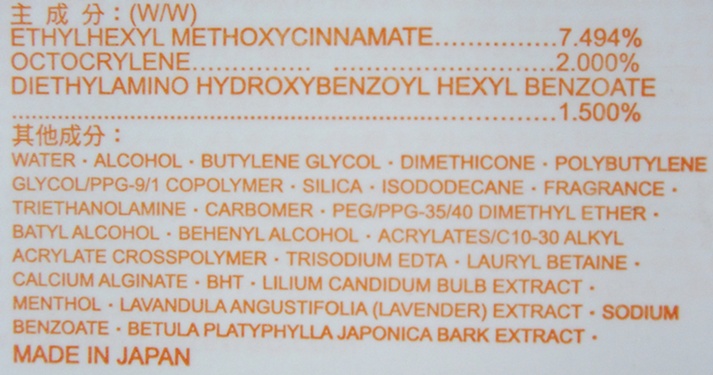 主 成 分：(W/W)
ETHYLHEXYL METHOXYCINNAMATE...............7.494%
OCTOCRYLENE.............. ......................2.000%
DIETHYLAMINO HYDROXYBENZOYL HEXYL BENZOATE
.....................................................................1.500%
其他成分：
WATER・ALCOHOL・BUTYLENE GLYCOL・DIMETHICONE・POLYBUTYLENE
GLYCOL/PPG-9/1 COPOLYMER・SILICA・ISODODECANE・FRAGRANCE・
TRIETHANOLAMINE・CARBOMER・PEG/PPG-35/40 DIMETHYL ETHER・
BATYL ALCOHOL・BEHENYL ALCOHOL・ACRYLATES/C10-30 ALKYL
ACRYLATE CROSSPOLYMER・TRISODIUM EDTA・LAURYL BETAINE・
CALCIUM ALGINATE・BHT・LILIUM CANDIDUM BULB EXTRACT・
MENTHOL・LAVANDULA ANGUSTIFOLIA (LAVENDER) EXTRACT・SODIUM
BENZOATE・BETULA PLATYPHYLLA JAPONICA BARK EXTRACT・
MADE IN JAPAN